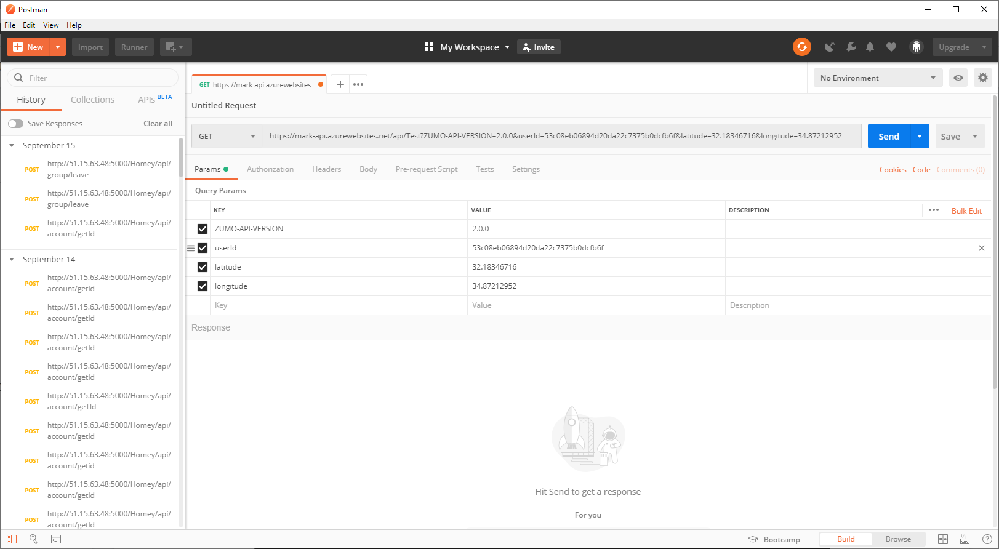 Postman
File Edit View Help
New Import Runner My Workspace Invite Upgrade
Filter
History Collections APIs BETA
Save Responses Clear all
September 15
POST http://51.15.63.48:5000/Homey/api/
group/leave
POST http://51.15.63.48:5000/Homey/api/
group/leave
POST http://51.15.63.48:5000/Homey/api/
account/getId
September 14
POST http://51.15.63.48:5000/Homey/api/
account/getId
POST http://51.15.63.48:5000/Homey/api/
account/getId
POST http://51.15.63.48:5000/Homey/api/
account/getId
POST http://51.15.63.48:5000/Homey/api/
account/getId
POST http://51.15.63.48:5000/Homey/api/
account/geTId
POST http://51.15.63.48:5000/Homey/api/
account/getId
POST http://51.15.63.48:5000/Homey/api/
account/getid
POST http://51.15.63.48:5000/Homey/api/
account/getId
POST http://51.15.63.48:5000/Homey/api/
account/getId
GET https://mark-api.azurewebsites...
No Environment
Untitled Request
GET https://mark-api.azurewebsites.net/api/Test?ZUMO-API-VERSION=2.0.0&userId=53c08eb06894d20da22c7375b0dcfb6f&latitude=32.18346716&longitude=34.87212952 Send Save
Params Authorization Headers Body Pre-request Script Tests Settings Cookies Code Comments (0)
Query Params
KEY VALUE DESCRIPTION Bulk Edit
ZUMO-API-VERSION 2.0.0
userId 53c08eb06894d20da22c7375b0dcfb6f
latitude 32.18346716
longitude 34.87212952
Key Value Description
Response
Hit Send to get a response
For you
Bootcamp Build Browse